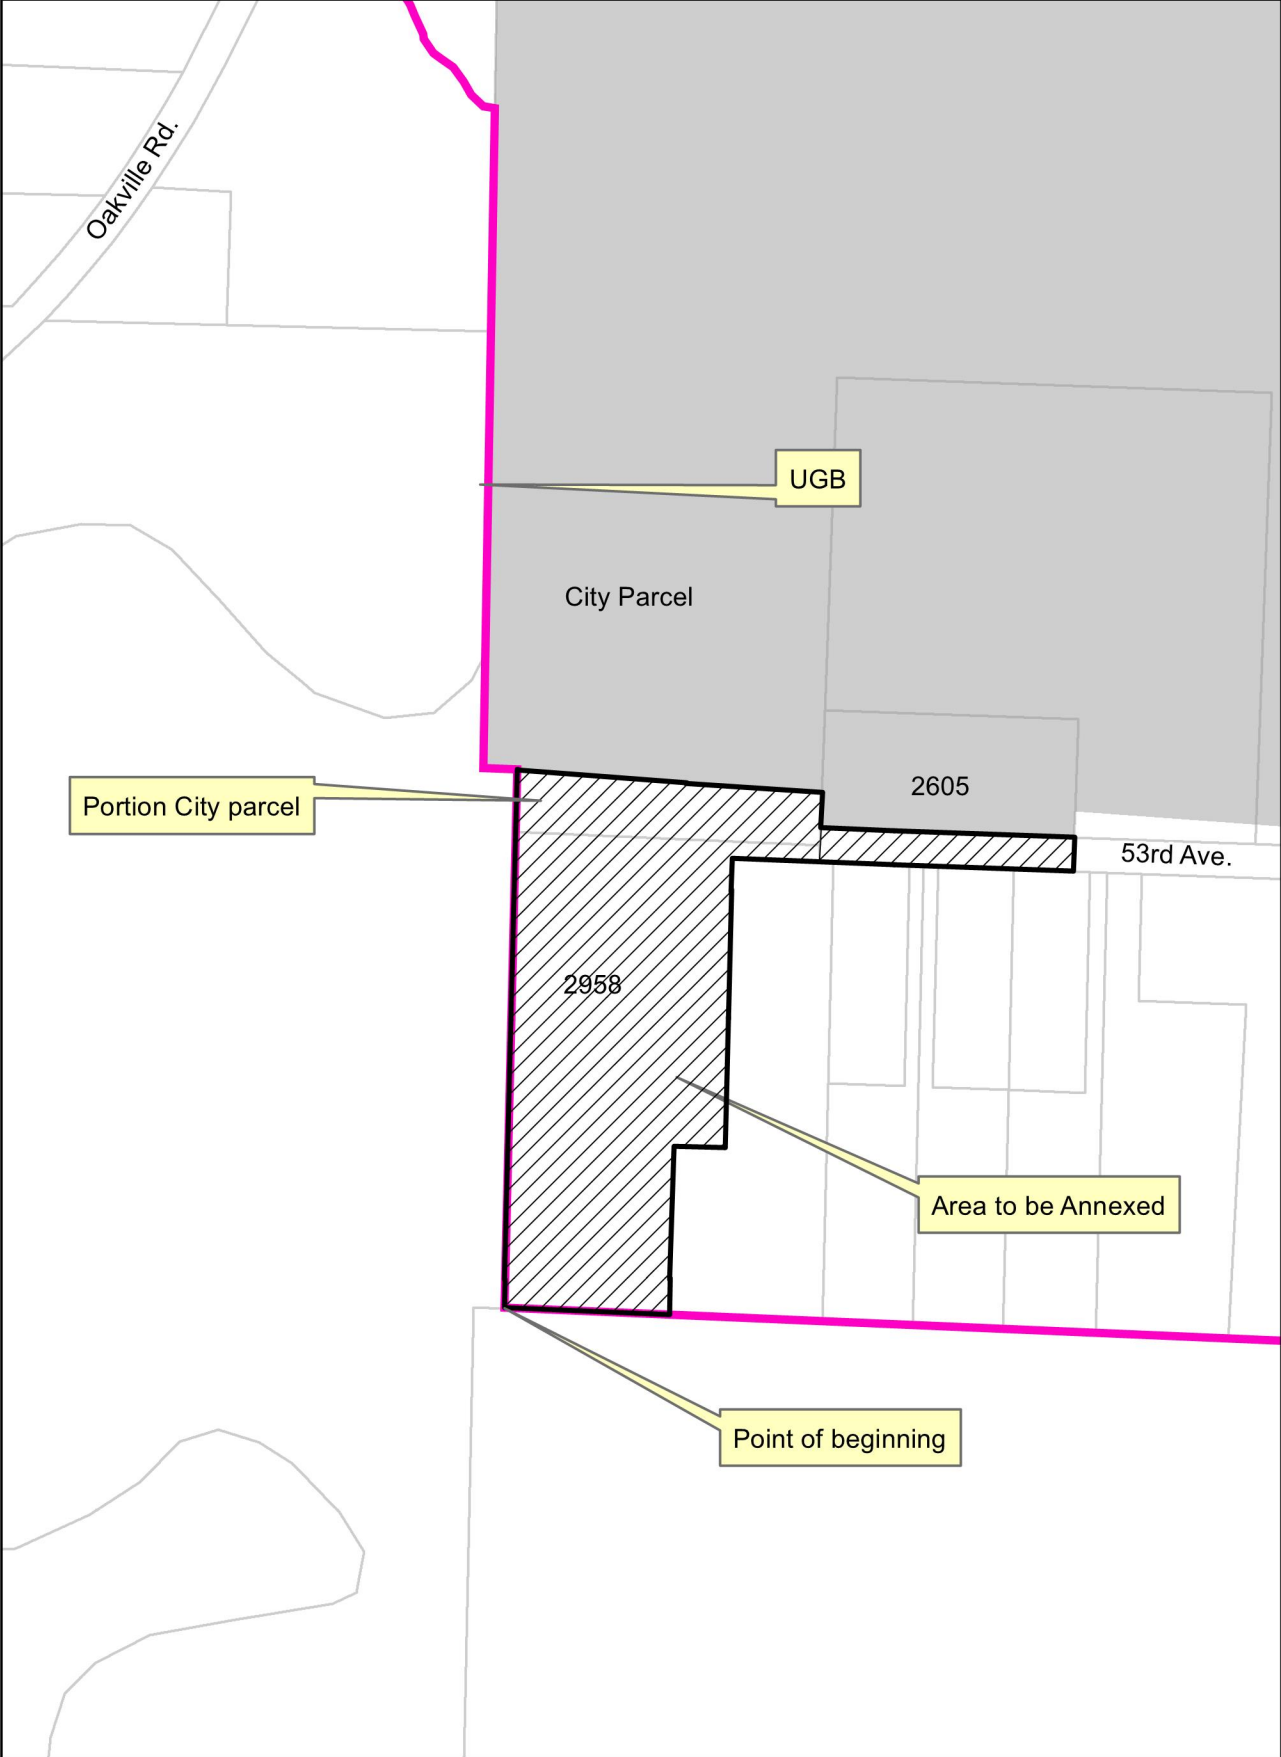 Oakville Rd.
UGB
City Parcel
2605
Portion City parcel
53rd Ave.
2958
Area to be Annexed
Point of beginning